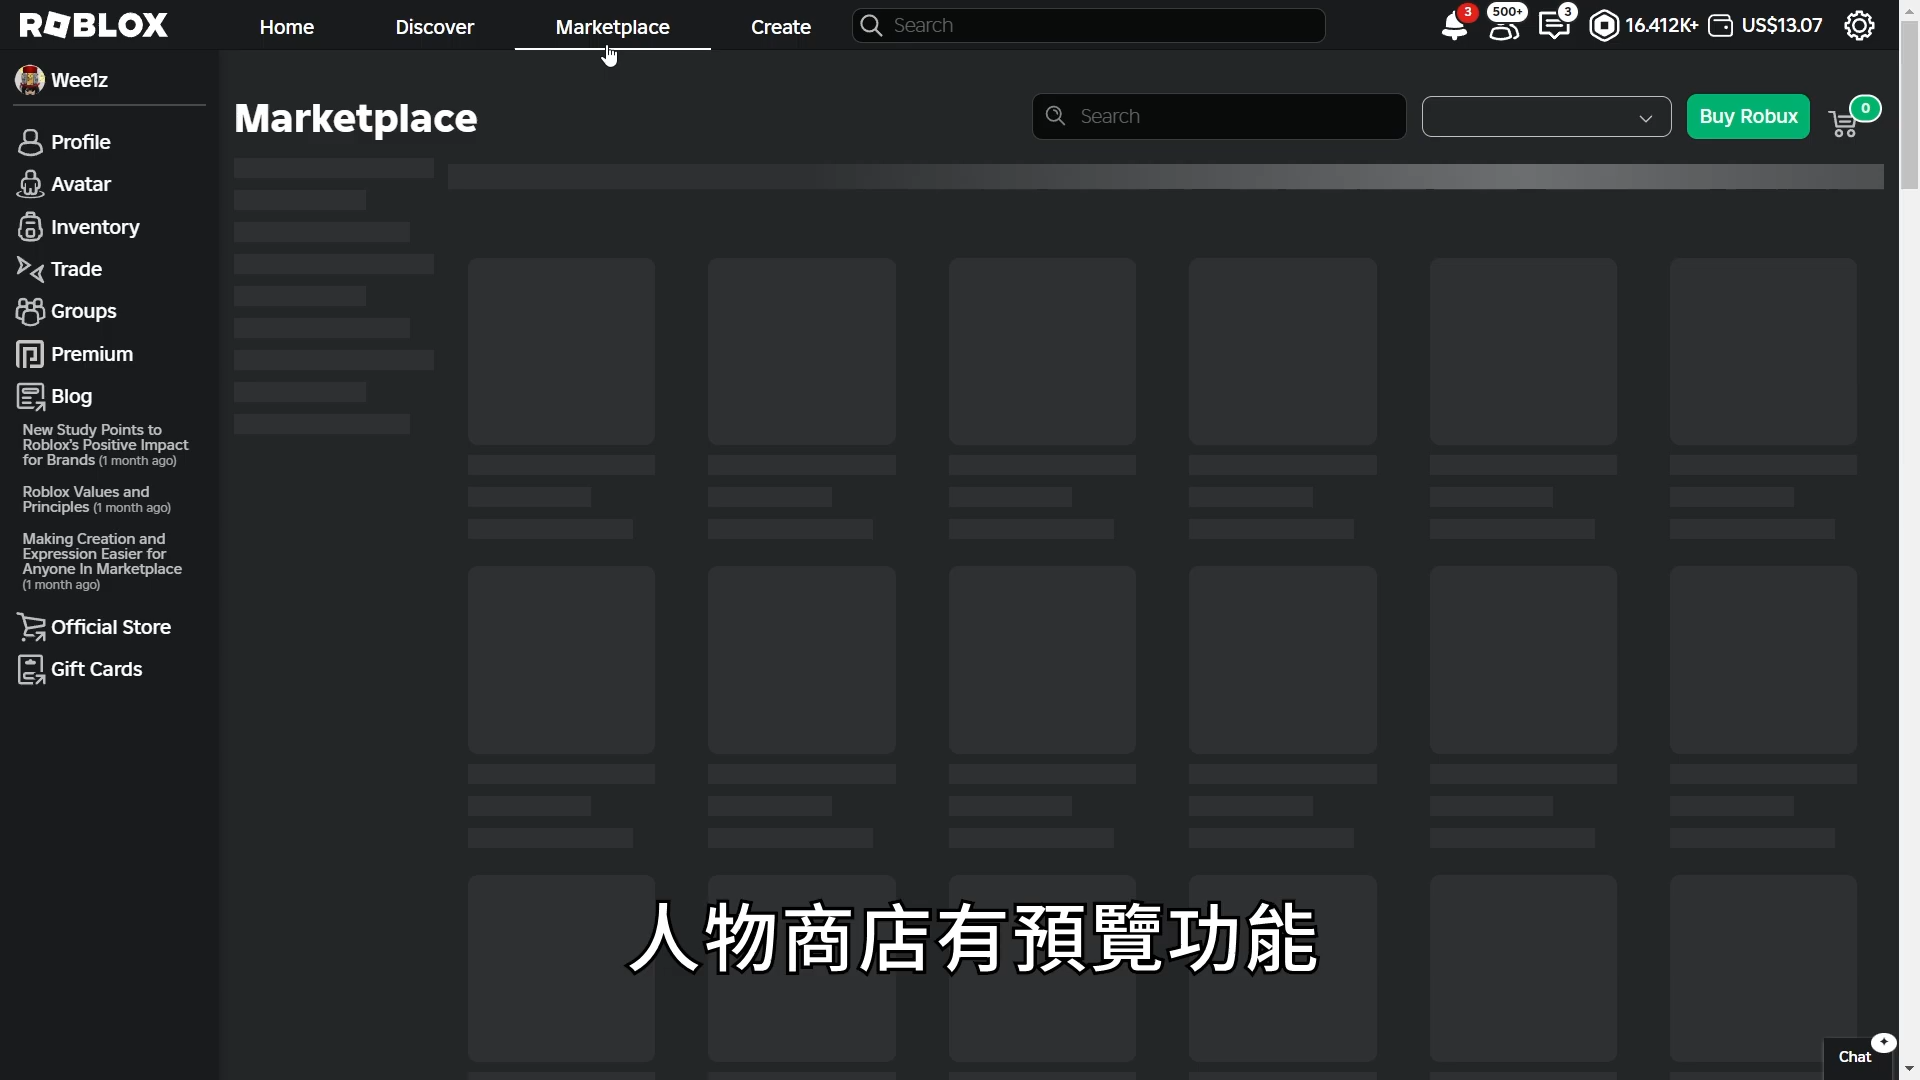 ROBLOX
Home
Discover
Marketplace
Create
Search
3
500+
3
16.412K+
US$13.07
Wee1z
Profile
Avatar
Inventory
Trade
Groups
Premium
Blog
New Study Points to
Roblox's Positive Impact
for Brands (1 month ago)
Roblox Values and
Principles (1 month ago)
Making Creation and
Expression Easier for
Anyone In Marketplace
(1 month ago)
Official Store
Gift Cards
Marketplace
Search
Buy Robux
0
人物商店有預覽功能
Chat